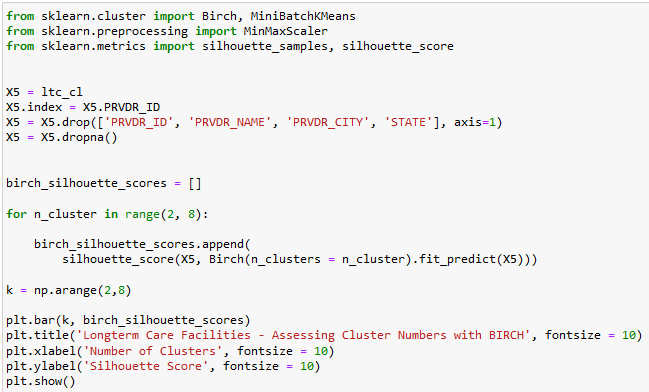 from sklearn.cluster import Birch, MiniBatchKMeans
from sklearn.preprocessing import MinMaxScaler
from sklearn.metrics import silhouette_samples, silhouette_score
X5 = ltc_cl
X5.index = X5.PRVDR_ID
X5 = X5.drop(['PRVDR_ID', 'PRVDR_NAME', 'PRVDR_CITY', 'STATE'], axis=1)
X5 = X5.dropna()
birch_silhouette_scores = []
for n_cluster in range(2, 8):
    birch_silhouette_scores.append(
        silhouette_score(X5, Birch(n_clusters = n_cluster).fit_predict(X5)))
k = np.arange(2,8)
plt.bar(k, birch_silhouette_scores)
plt.title('Longterm Care Facilities - Assessing Cluster Numbers with BIRCH', fontsize = 10)
plt.xlabel('Number of Clusters', fontsize = 10)
plt.ylabel('Silhouette Score', fontsize = 10)
plt.show()